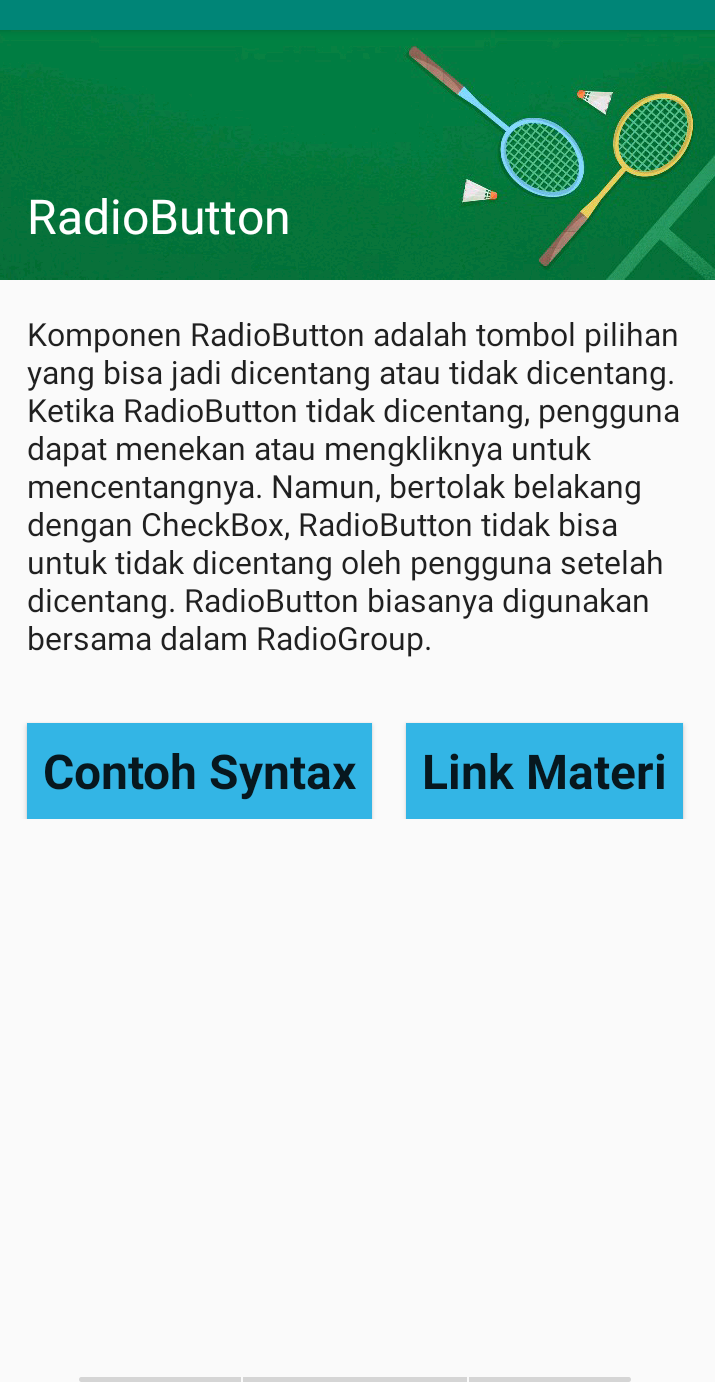 RadioButton
Komponen RadioButton adalah tombol pilihan
yang bisa jadi dicentang atau tidak dicentang.
Ketika RadioButton tidak dicentang, pengguna
dapat menekan atau mengkliknya untuk
mencentangnya. Namun, bertolak belakang
dengan CheckBox, RadioButton tidak bisa
untuk tidak dicentang oleh pengguna setelah
dicentang. RadioButton biasanya digunakan
bersama dalam RadioGroup.
Contoh Syntax
Link Materi